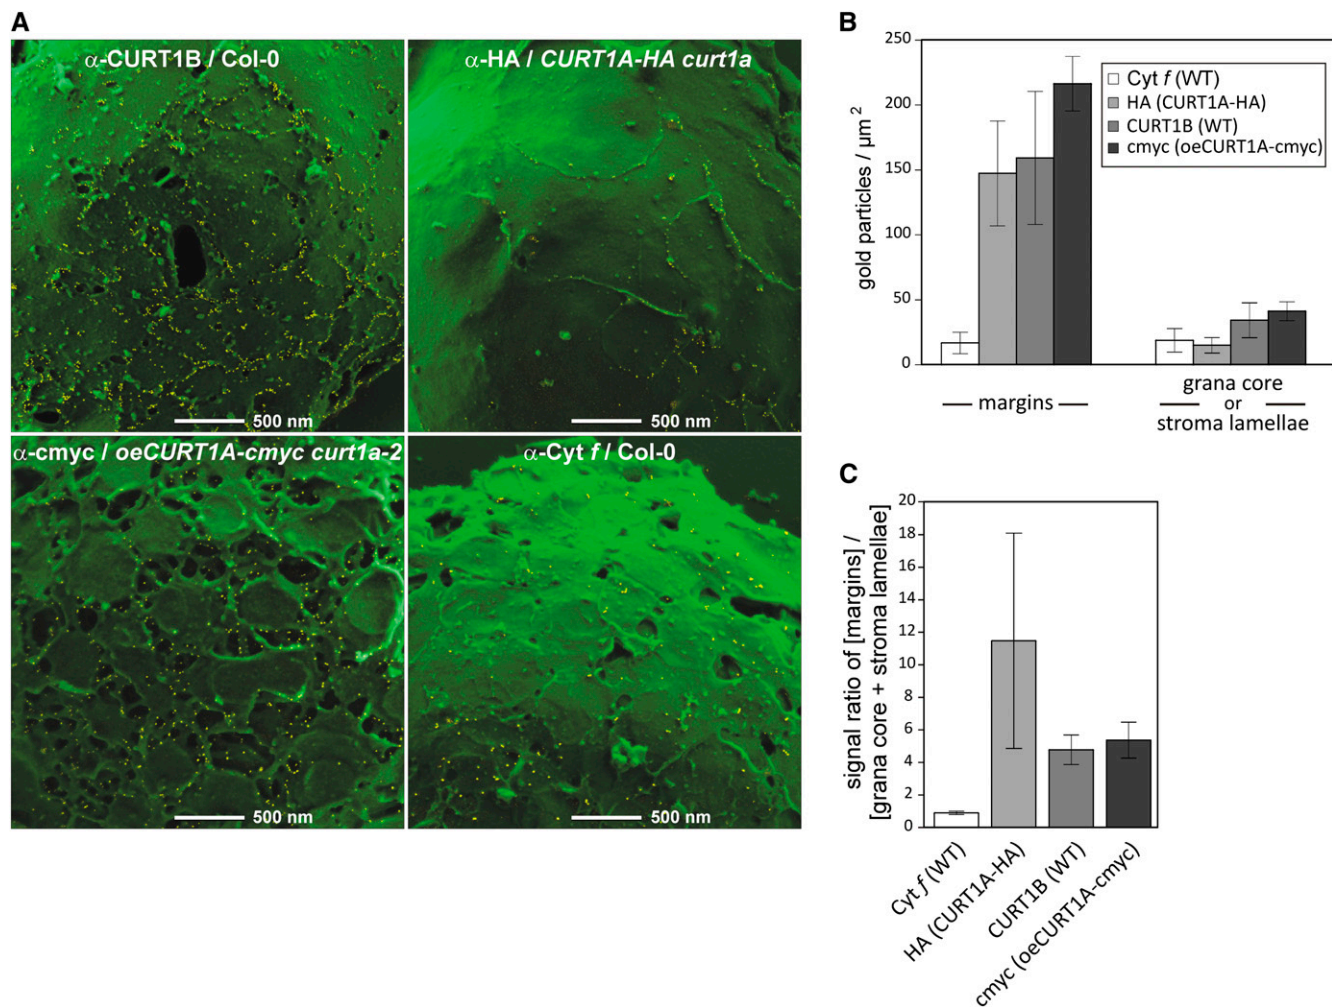 A
α-CURT1B / Col-0
α-HA / CURT1A-HA curt1a
500 nm
500 nm
α-cmyc / oeCURT1A-cmyc curt1a-2
α-Cyt f / Col-0
500 nm
500 nm
B
gold particles / µm²
250
200
150
100
50
0
Cyt f (WT)
HA (CURT1A-HA)
CURT1B (WT)
cmyc (oeCURT1A-cmyc)
margins
grana core
or
stroma lamellae
C
signal ratio of [margins] /
[grana core + stroma lamellae]
20
18
16
14
12
10
8
6
4
2
0
Cyt f (WT)
HA (CURT1A-HA)
CURT1B (WT)
cmyc (oeCURT1A-cmyc)